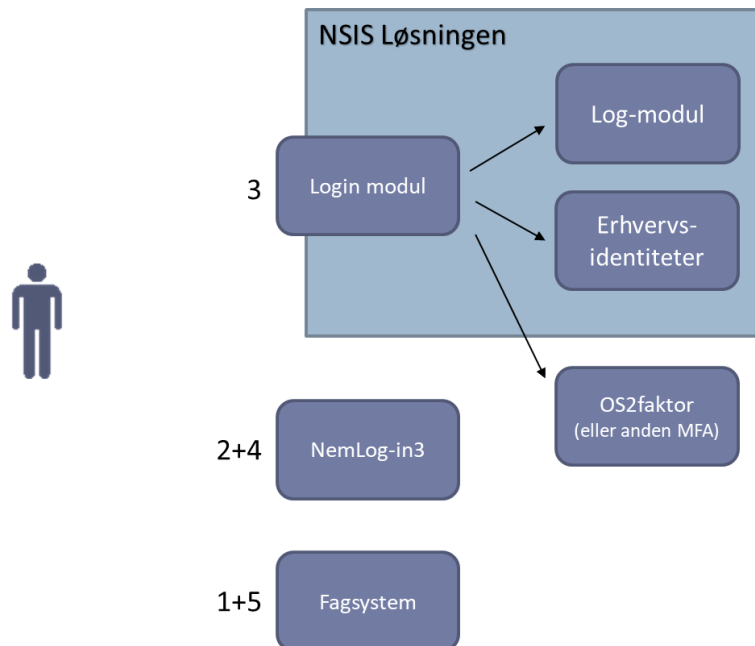 NSIS Løsningen
Log-modul
3
Login modul
Erhvervs-
identiteter
OS2faktor
(eller anden MFA)
2+4
NemLog-in3
1+5
Fagsystem